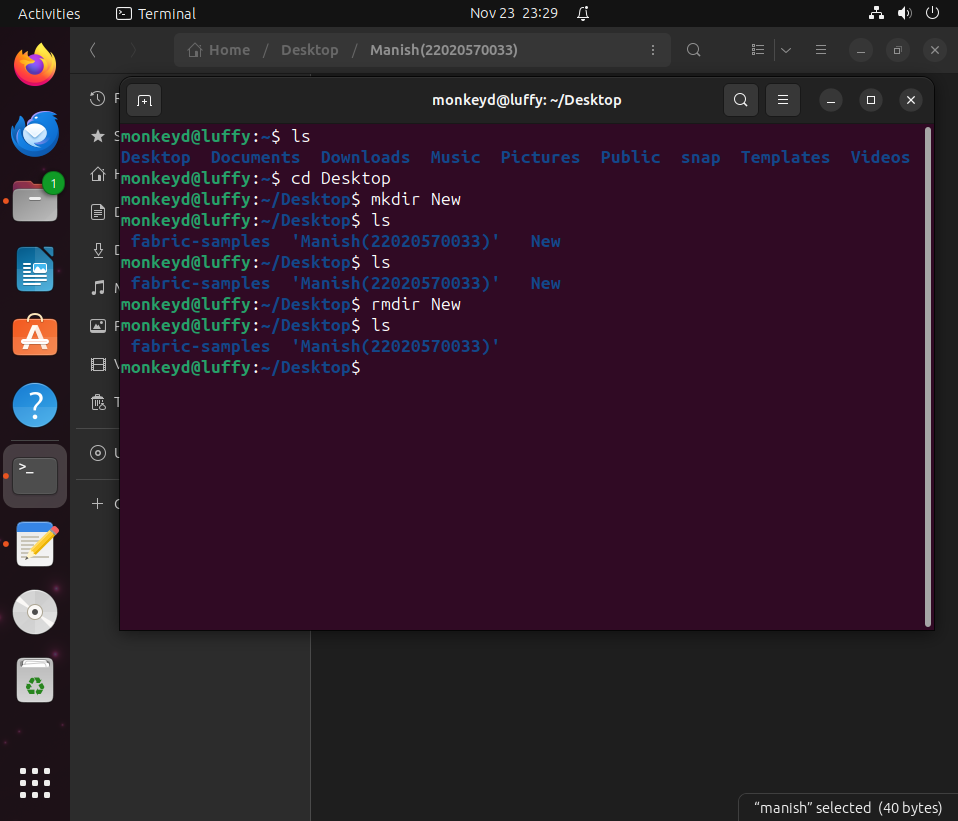 Activities Terminal Nov 23 23:29
Home / Desktop / Manish(22020570033)
monkeyd@luffy: ~/Desktop
monkeyd@luffy:~$ ls
Desktop Documents Downloads Music Pictures Public snap Templates Videos
monkeyd@luffy:~$ cd Desktop
monkeyd@luffy:~/Desktop$ mkdir New
monkeyd@luffy:~/Desktop$ ls
fabric-samples 'Manish(22020570033)' New
monkeyd@luffy:~/Desktop$ ls
fabric-samples 'Manish(22020570033)' New
monkeyd@luffy:~/Desktop$ rmdir New
monkeyd@luffy:~/Desktop$ ls
fabric-samples 'Manish(22020570033)'
monkeyd@luffy:~/Desktop$
1
>_
?
“manish” selected (40 bytes)